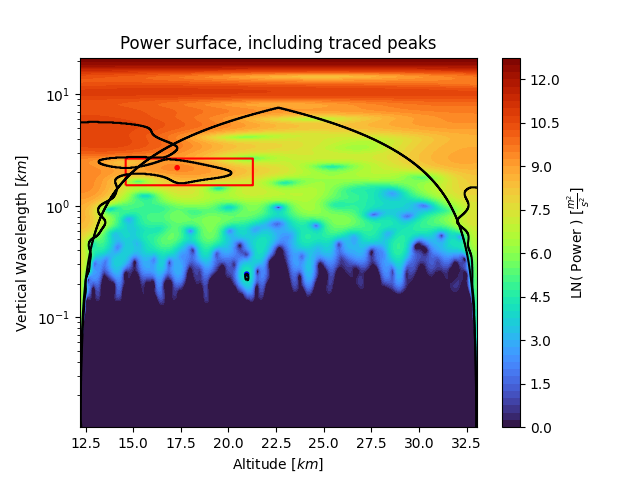 Power surface, including traced peaks
Vertical Wavelength [km]
10¹
10⁰
10⁻¹
12.5 15.0 17.5 20.0 22.5 25.0 27.5 30.0 32.5
Altitude [km]
12.0
10.5
9.0
7.5
6.0
4.5
3.0
1.5
0.0
LN( Power ) [m²/s²]